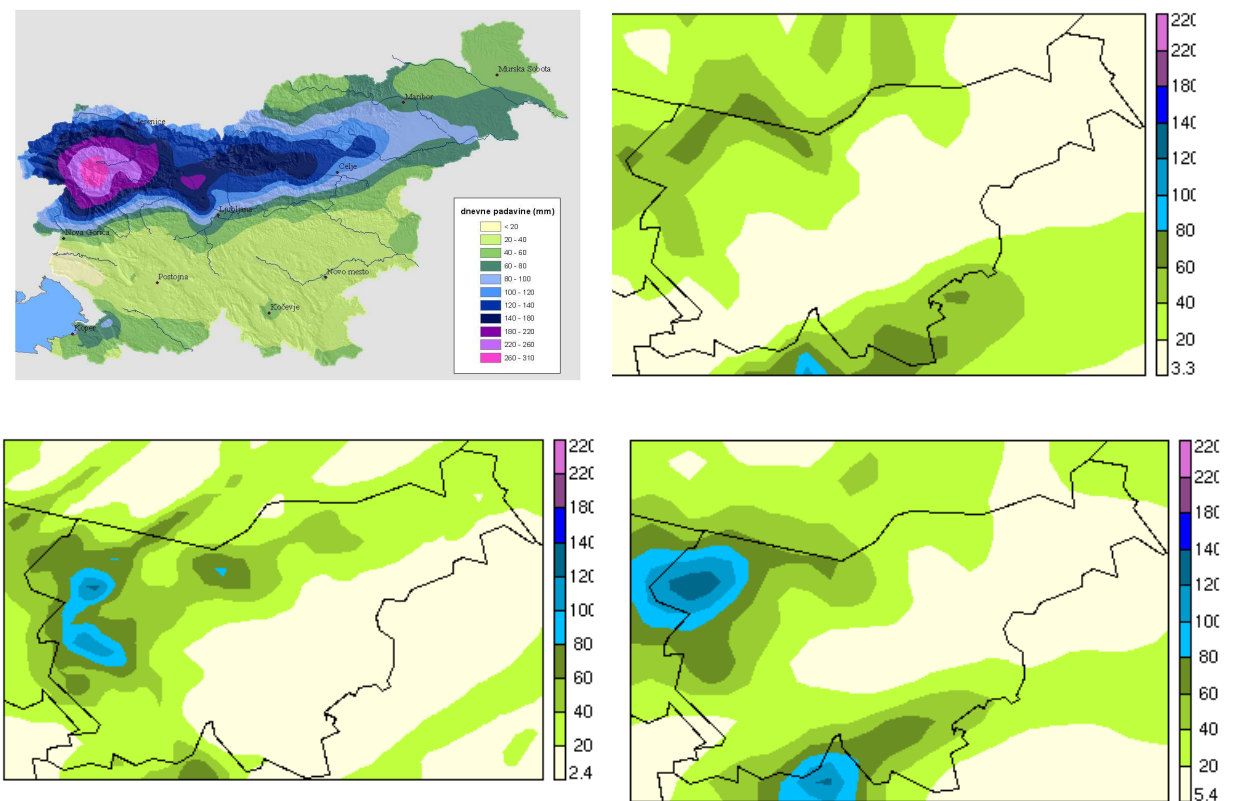 Murska Sobota
Maribor
Jesenice
Celje
Ljubljana
Nova Gorica
Postojna
Novo mesto
Kočevje
Koper
dnevne padavine (mm)
< 20
20 - 40
40 - 60
60 - 80
80 - 100
100 - 120
120 - 140
140 - 180
180 - 220
220 - 260
260 - 310
220
220
180
140
120
100
80
60
40
20
3.3
220
220
180
140
120
100
80
60
40
20
2.4
220
220
180
140
120
100
80
60
40
20
5.4